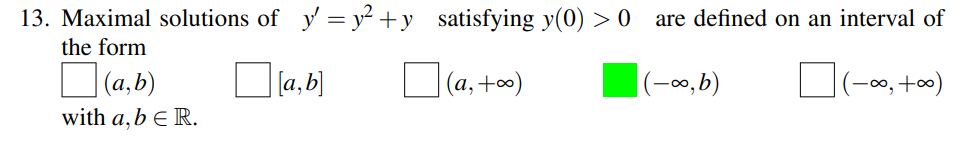 13. Maximal solutions of y′ = y² + y satisfying y(0) > 0 are defined on an interval of
the form
(a,b) [a,b] (a,+∞) (−∞,b) (−∞,+∞)
with a,b ∈ ℝ.